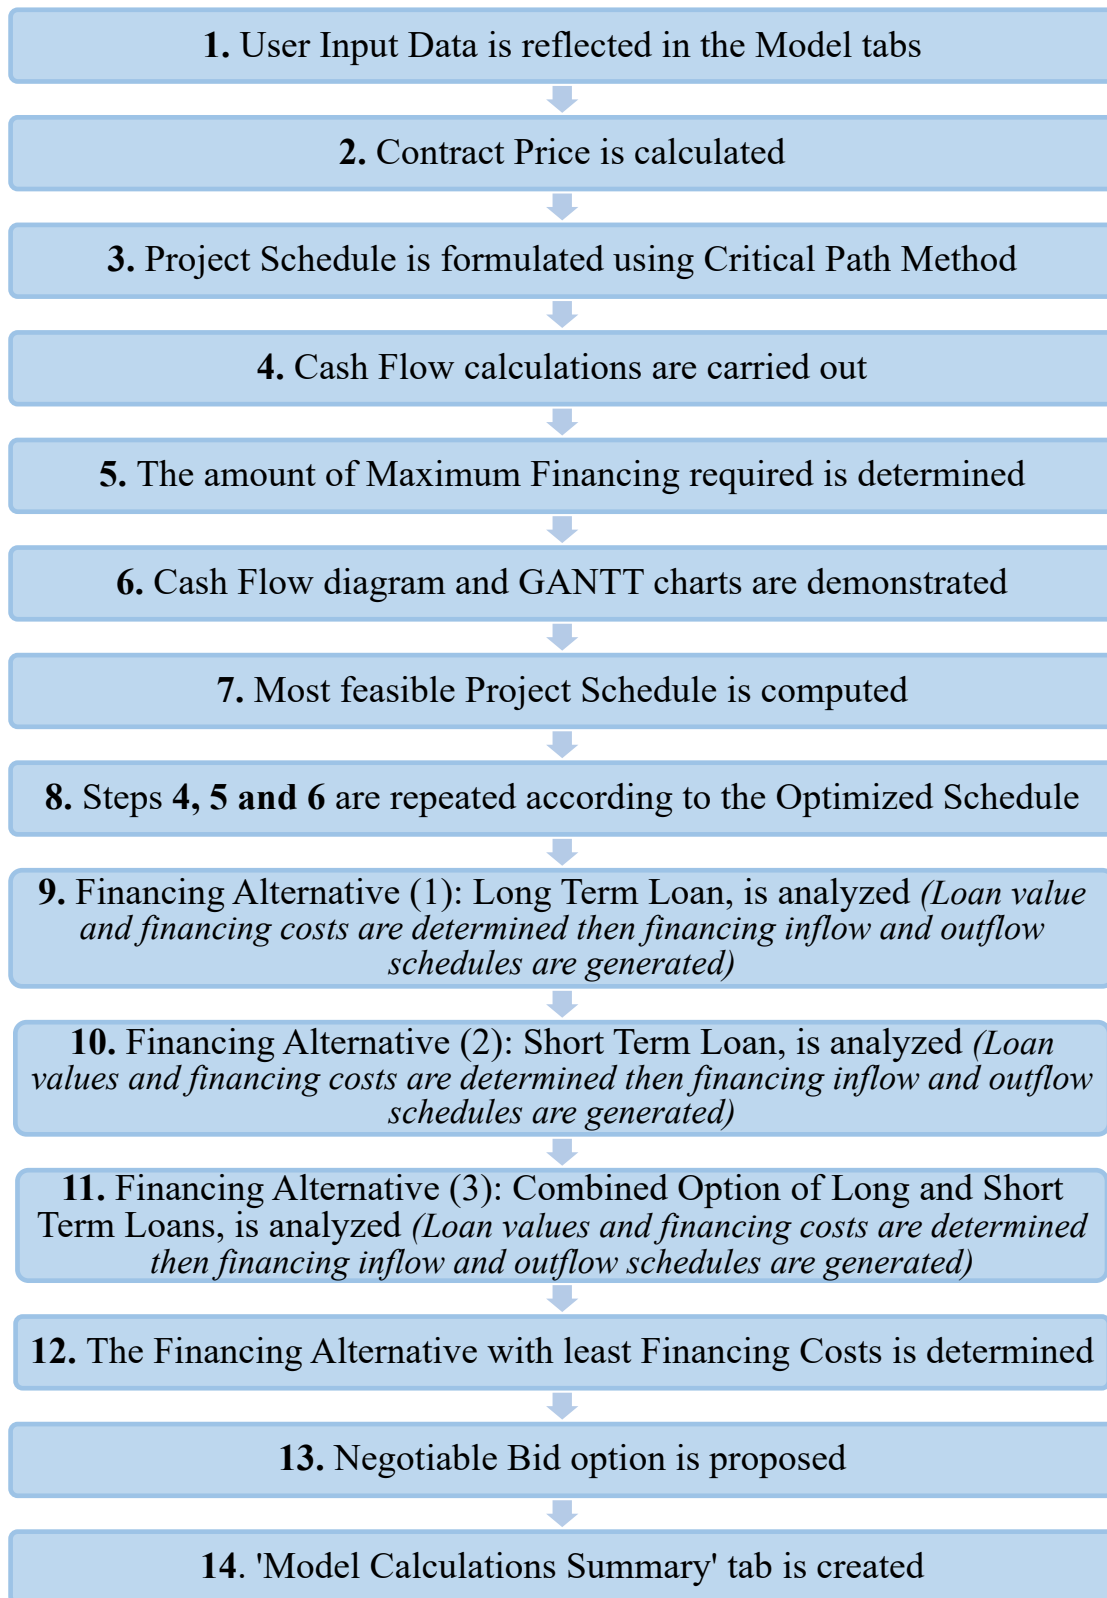 1. User Input Data is reflected in the Model tabs
2. Contract Price is calculated
3. Project Schedule is formulated using Critical Path Method
4. Cash Flow calculations are carried out
5. The amount of Maximum Financing required is determined
6. Cash Flow diagram and GANTT charts are demonstrated
7. Most feasible Project Schedule is computed
8. Steps 4, 5 and 6 are repeated according to the Optimized Schedule
9. Financing Alternative (1): Long Term Loan, is analyzed (Loan value
and financing costs are determined then financing inflow and outflow
schedules are generated)
10. Financing Alternative (2): Short Term Loan, is analyzed (Loan
values and financing costs are determined then financing inflow and outflow
schedules are generated)
11. Financing Alternative (3): Combined Option of Long and Short
Term Loans, is analyzed (Loan values and financing costs are determined
then financing inflow and outflow schedules are generated)
12. The Financing Alternative with least Financing Costs is determined
13. Negotiable Bid option is proposed
14. 'Model Calculations Summary' tab is created